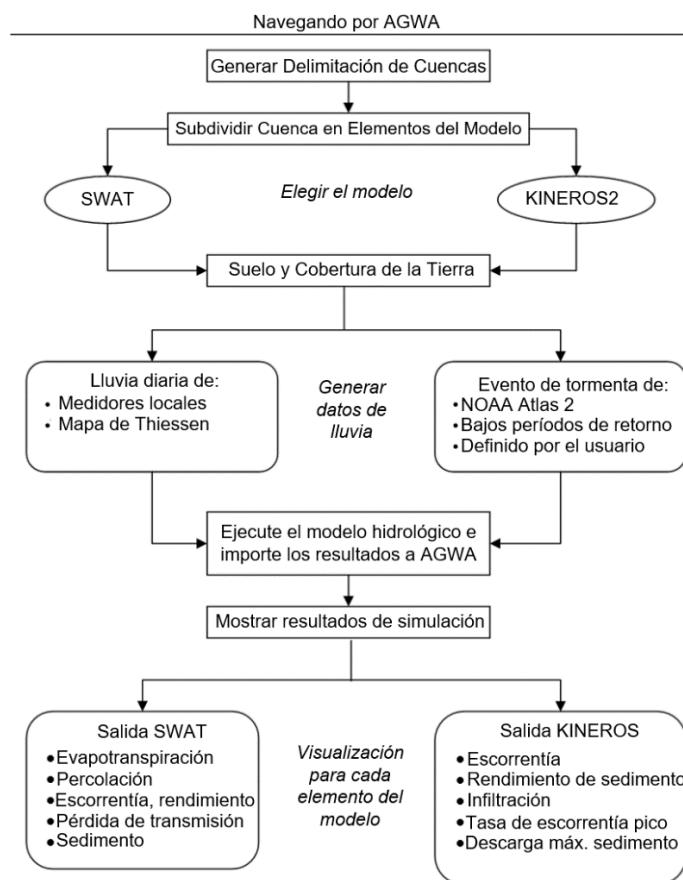 Navegando por AGWA
Generar Delimitación de Cuencas
Subdividir Cuenca en Elementos del Modelo
SWAT
Elegir el modelo
KINEROS2
Suelo y Cobertura de la Tierra
Lluvia diaria de:
• Medidores locales
• Mapa de Thiessen
Generar
datos de
lluvia
Evento de tormenta de:
• NOAA Atlas 2
• Bajos períodos de retorno
• Definido por el usuario
Ejecute el modelo hidrológico e
importe los resultados a AGWA
Mostrar resultados de simulación
Salida SWAT
• Evapotranspiración
• Percolación
• Escorrentía, rendimiento
• Pérdida de transmisión
• Sedimento
Visualización
para cada
elemento del
modelo
Salida KINEROS
• Escorrentía
• Rendimiento de sedimento
• Infiltración
• Tasa de escorrentía pico
• Descarga máx. sedimento